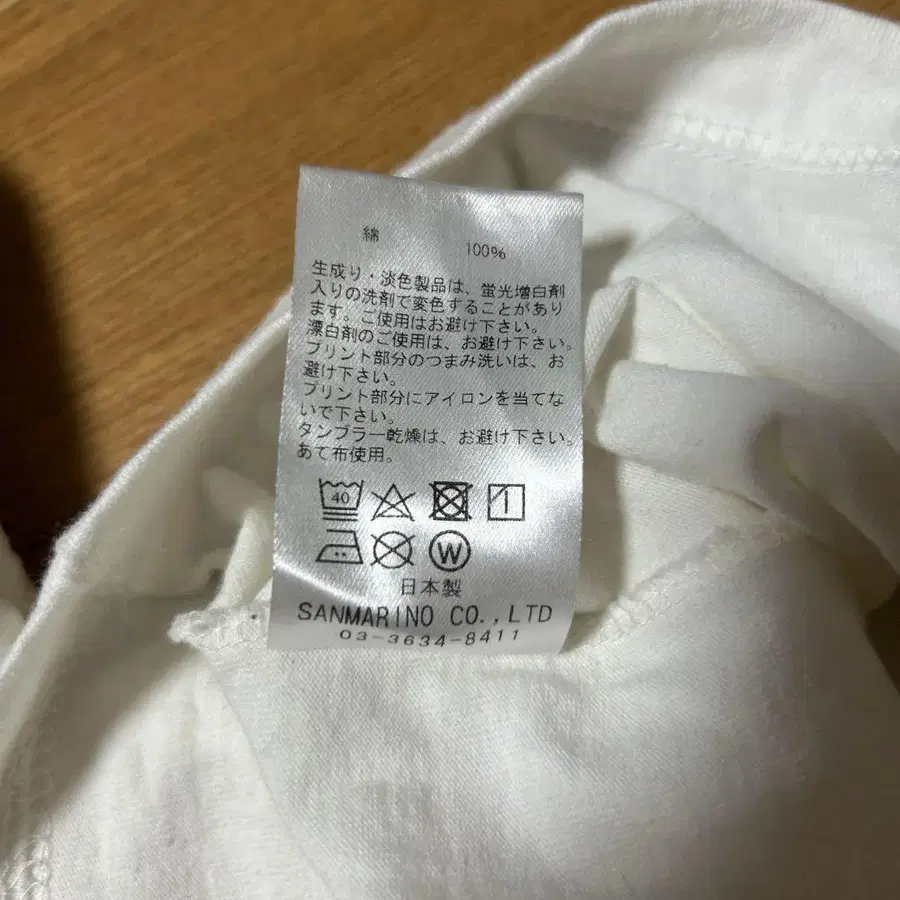 綿 100%
生成り・淡色製品は、蛍光増白剤
入りの洗剤で変色することがあり
ます。ご使用はお避け下さい。
漂白剤のご使用は、お避け下さい。
プリント部分のつまみ洗いは、お
避け下さい。
プリント部分にアイロンを当てな
いで下さい。
タンブラー乾燥は、お避け下さい。
あて布使用。
40
W
日本製
SANMARINO CO.,LTD
03-3634-8411